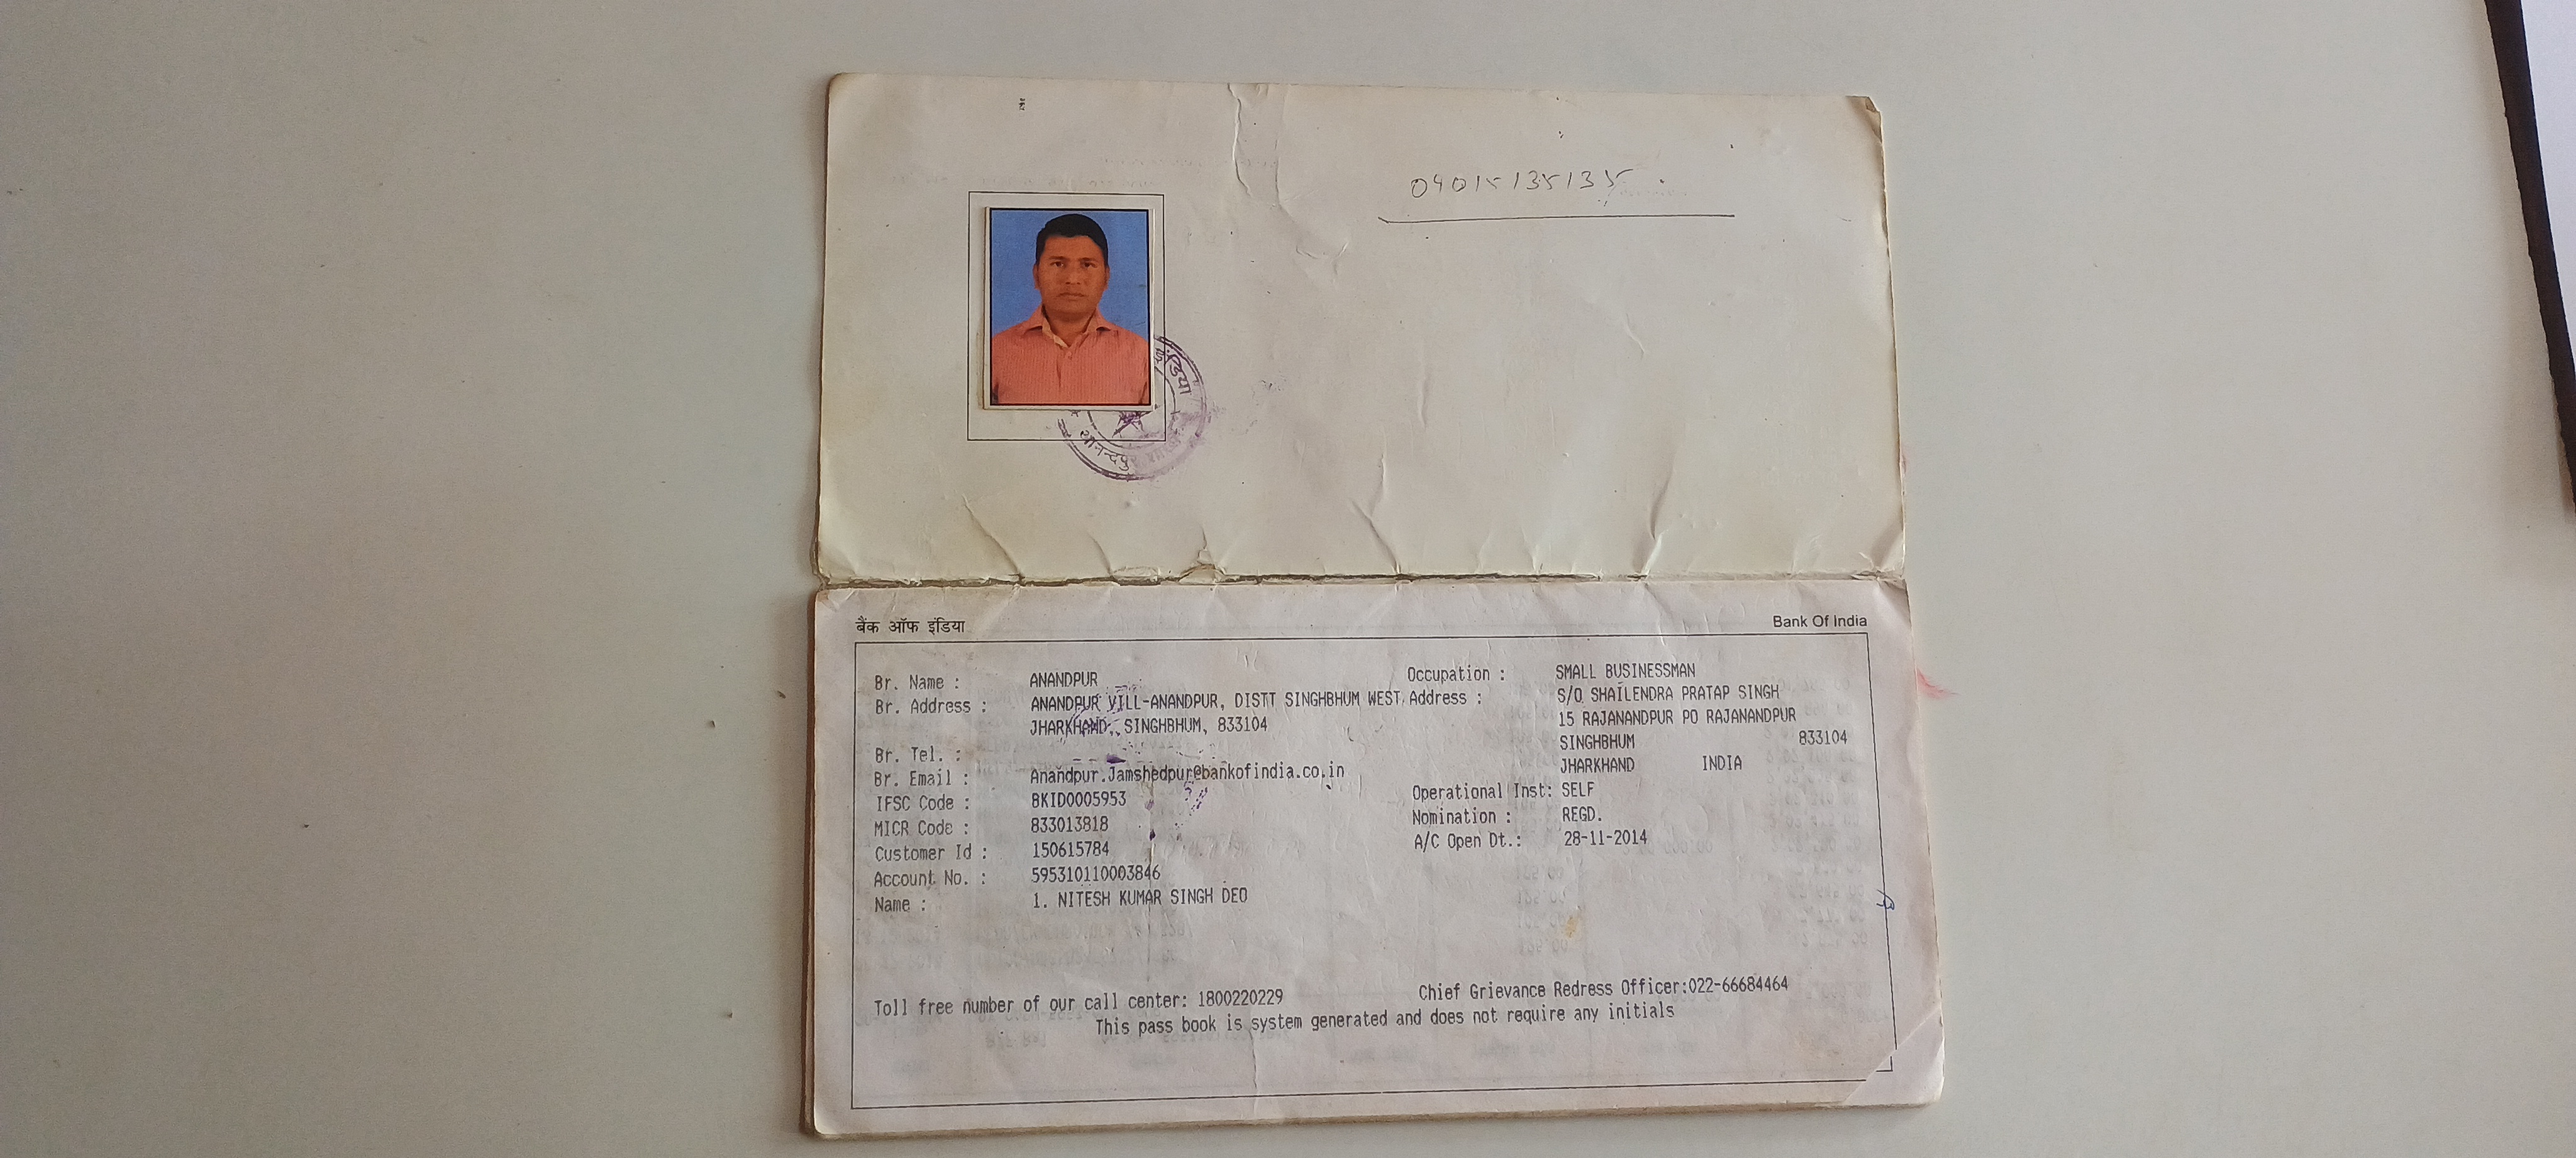 04015135135
इंडिया
आनन्दपुर
बैंक ऑफ इंडिया Bank Of India
Br. Name : ANANDPUR Occupation : SMALL BUSINESSMAN
Br. Address : ANANDPUR VILL-ANANDPUR, DISTT SINGHBHUM WEST, Address : S/O SHAILENDRA PRATAP SINGH
JHARKHAND, SINGHBHUM, 833104 15 RAJANANDPUR PO RAJANANDPUR
Br. Tel. : SINGHBHUM 833104
Br. Email : Anandpur.Jamshedpur@bankofindia.co.in JHARKHAND INDIA
IFSC Code : BKID0005953 Operational Inst: SELF
MICR Code : 833013818 Nomination : REGD.
Customer Id : 150615784 A/C Open Dt.: 28-11-2014
Account No. : 595310110003846
Name : 1. NITESH KUMAR SINGH DEO
Toll free number of our call center: 1800220229 Chief Grievance Redress Officer:022-66684464
This pass book is system generated and does not require any initials